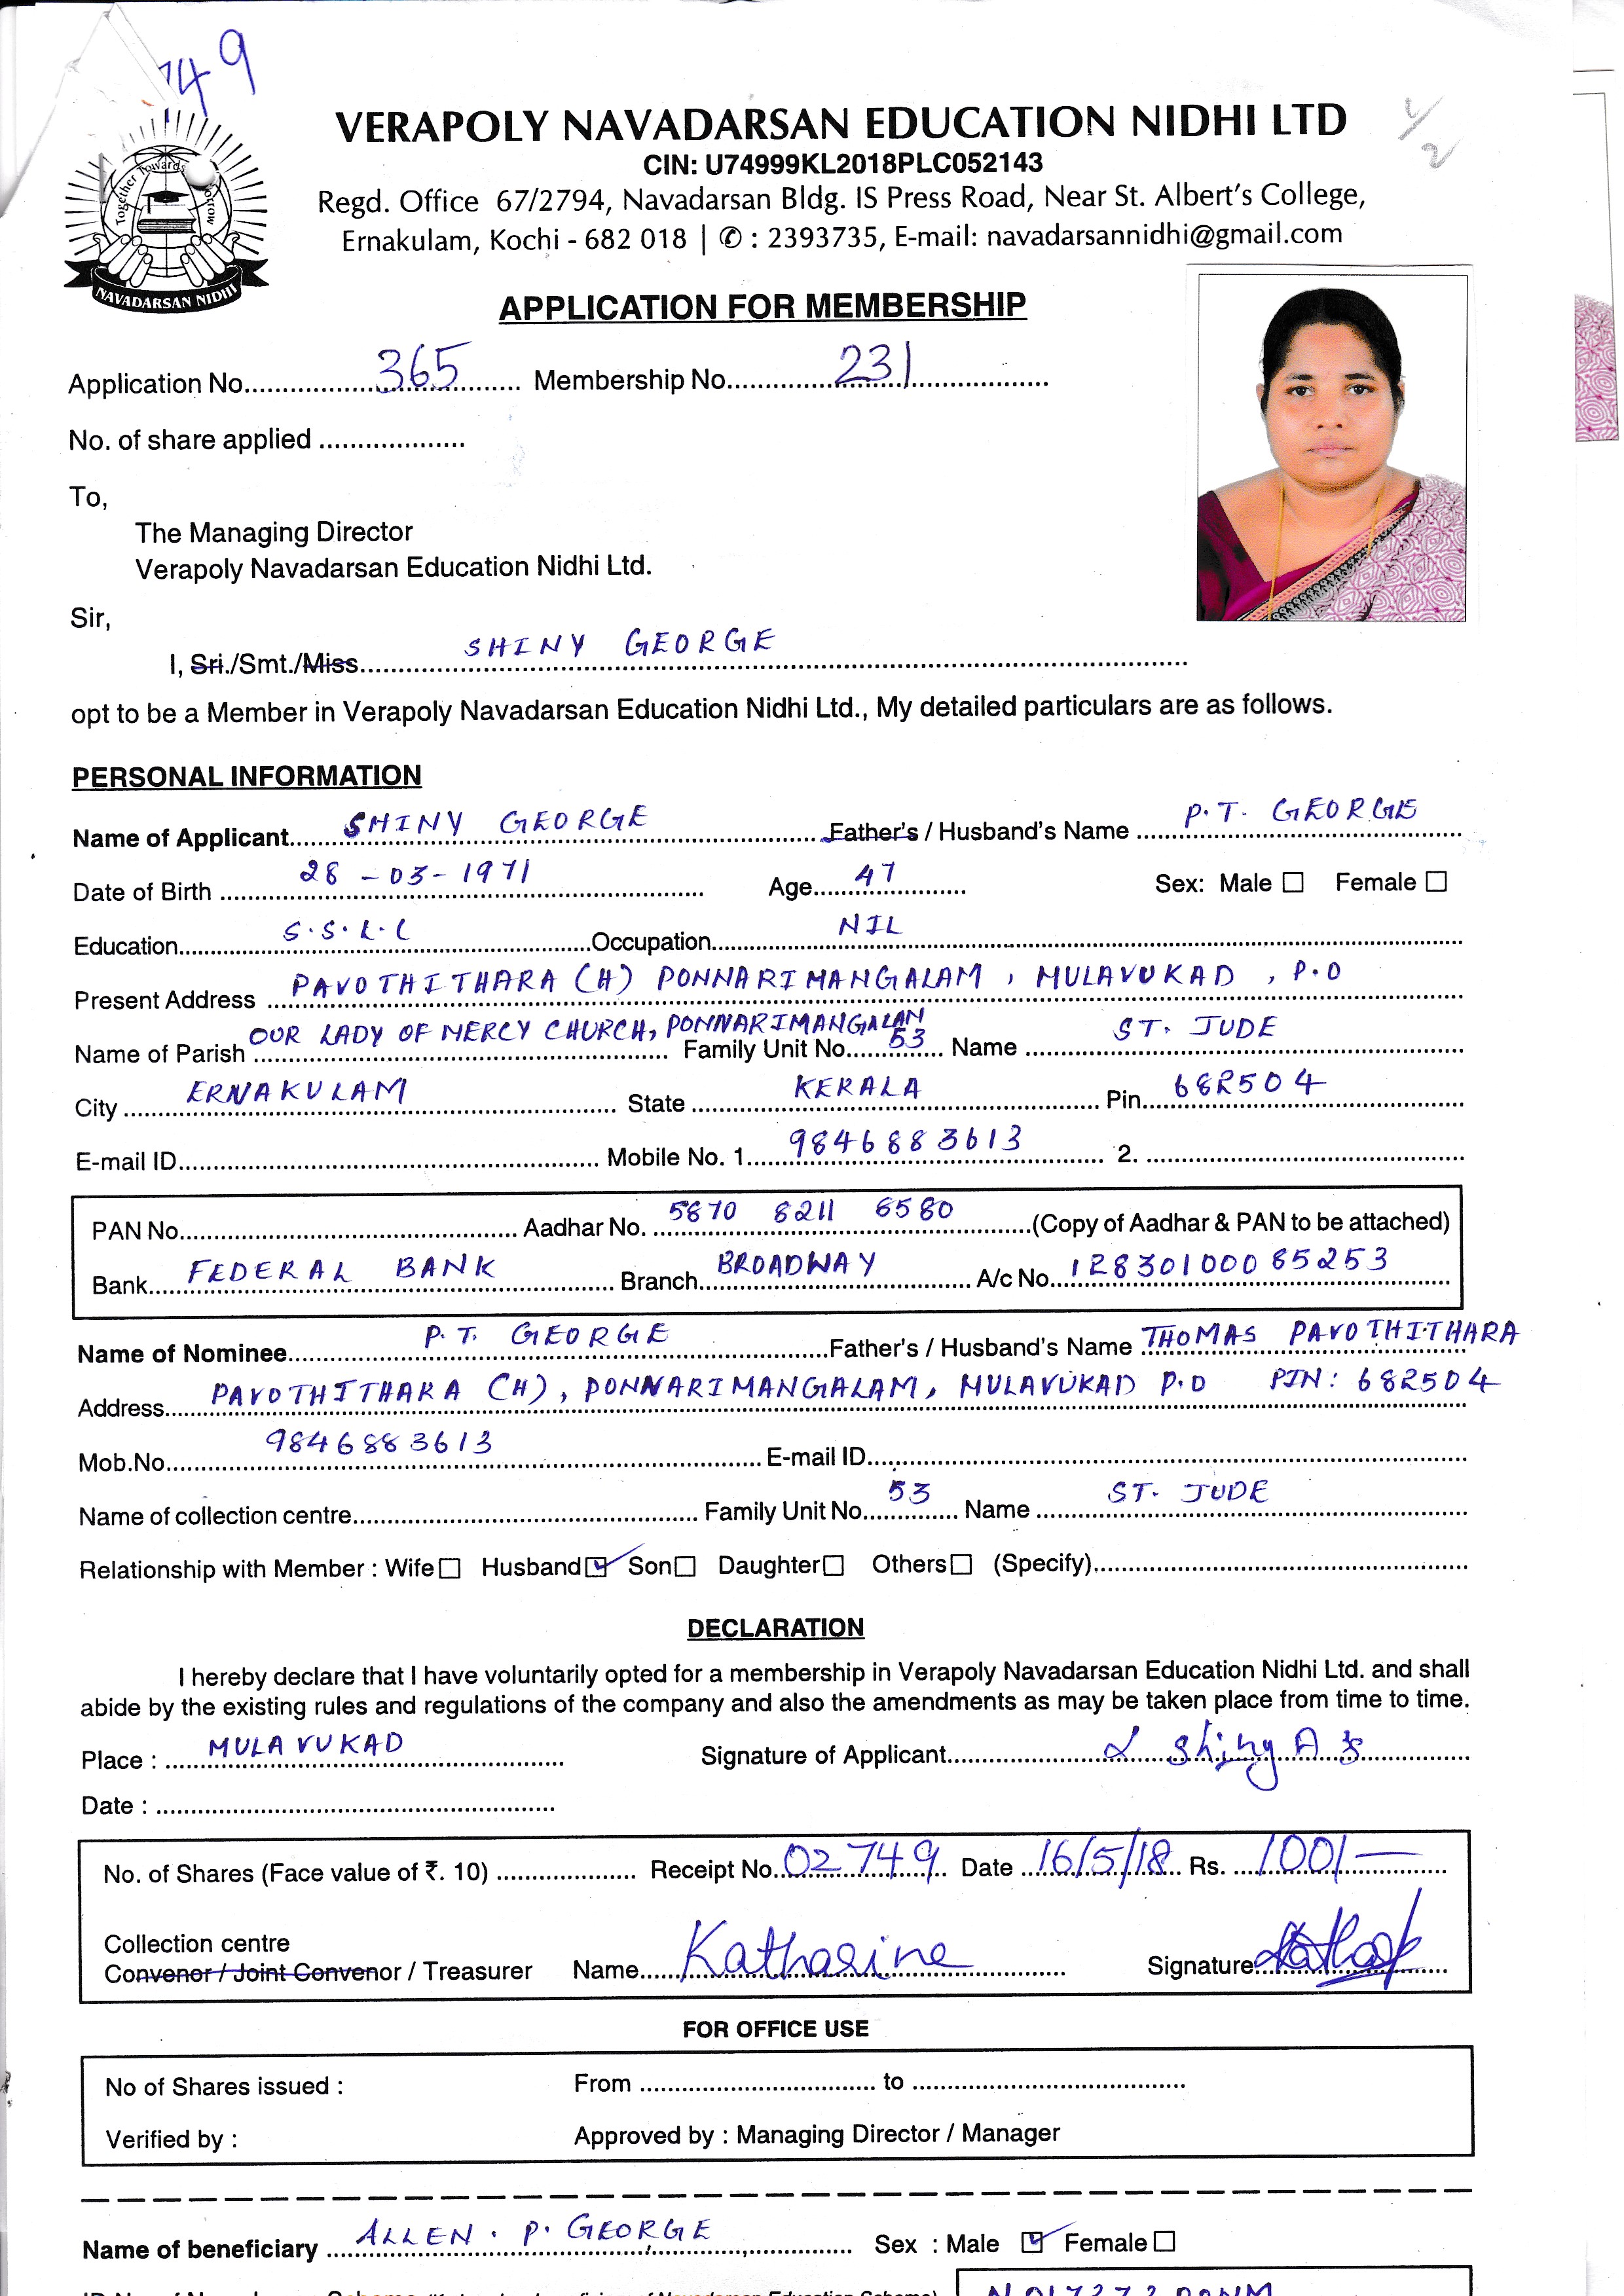 749
VERAPOLY NAVADARSAN EDUCATION NIDHI LTD
CIN: U74999KL2018PLC052143
Regd. Office 67/2794, Navadarsan Bldg. IS Press Road, Near St. Albert's College,
Ernakulam, Kochi - 682 018 | ✆ : 2393735, E-mail: navadarsannidhi@gmail.com
Together Towards
NAVADARSAN NIDHI
1/2
APPLICATION FOR MEMBERSHIP
Application No. 365 Membership No. 231
No. of share applied
To,
The Managing Director
Verapoly Navadarsan Education Nidhi Ltd.
Sir,
I, Sri./Smt./Miss. SHINY GEORGE
opt to be a Member in Verapoly Navadarsan Education Nidhi Ltd., My detailed particulars are as follows.
PERSONAL INFORMATION
Name of Applicant SHINY GEORGE Father's / Husband's Name P.T. GEORGE
Date of Birth 28-03-1971 Age 47 Sex: Male ☐ Female ☐
Education S.S.L.C Occupation NIL
Present Address PAVOTHITHARA (H) PONNARIMANGALAM, MULAVUKAD, P.O
Name of Parish OUR LADY OF MERCY CHURCH, PONNARIMANGALAM Family Unit No. 53 Name ST. JUDE
City ERNAKULAM State KERALA Pin 682504
E-mail ID Mobile No. 1 9846883613 2.
PAN No. Aadhar No. 5870 8211 6580 (Copy of Aadhar & PAN to be attached)
Bank FEDERAL BANK Branch BROADWAY A/c No. 12830100065253
Name of Nominee P.T. GEORGE Father's / Husband's Name THOMAS PAVOTHITHARA
Address PAVOTHITHARA (H), PONNARIMANGALAM, MULAVUKAD P.O PIN: 682504
Mob.No. 9846883613 E-mail ID
Name of collection centre Family Unit No. 53 Name ST. JUDE
Relationship with Member : Wife ☐ Husband ☑ Son ☐ Daughter ☐ Others ☐ (Specify)
DECLARATION
I hereby declare that I have voluntarily opted for a membership in Verapoly Navadarsan Education Nidhi Ltd. and shall
abide by the existing rules and regulations of the company and also the amendments as may be taken place from time to time.
Place : MULAVUKAD Signature of Applicant Shiny A
Date :
No. of Shares (Face value of ₹. 10) Receipt No. 02749 Date 16/5/18 Rs. 100/-
Collection centre
Convenor / Joint Convenor / Treasurer Name Katharine Signature
FOR OFFICE USE
No of Shares issued : From to
Verified by : Approved by : Managing Director / Manager
Name of beneficiary ALLEN. P. GEORGE Sex : Male ☑ Female ☐